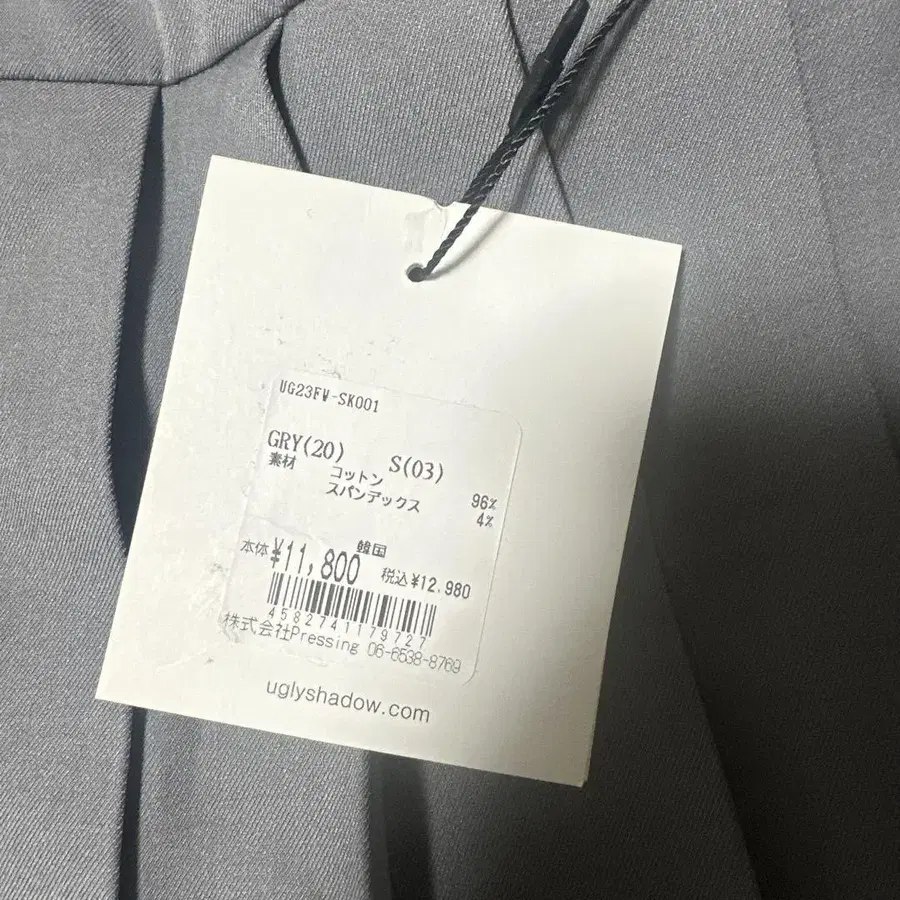 UG23FW-SK001
GRY(20) S(03)
素材 コットン 96%
スパンデックス 4%
韓国
本体 ¥11,800 税込 ¥12,980
4582741179727
株式会社Pressing 06-6538-8769
uglyshadow.com